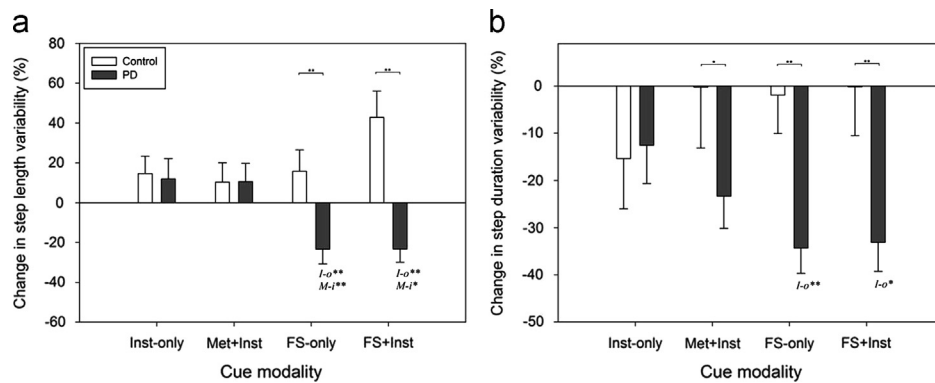 a
Change in step length variability (%)
80
60
40
20
0
-20
-40
-60
Control
PD
**
**
I-o**
M-i**
I-o**
M-i*
Inst-only Met+Inst FS-only FS+Inst
Cue modality
b
Change in step duration variability (%)
0
-10
-20
-30
-40
-50
*
**
**
I-o**
I-o*
Inst-only Met+Inst FS-only FS+Inst
Cue modality